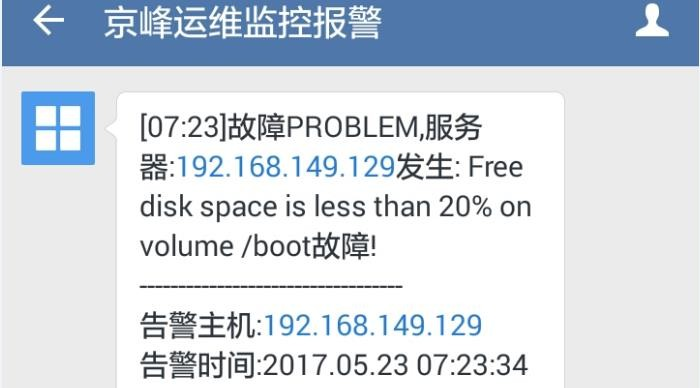 京峰运维监控报警
[07:23]故障PROBLEM,服务
器:192.168.149.129发生: Free
disk space is less than 20% on
volume /boot故障!
----------------------------------
告警主机:192.168.149.129
告警时间:2017.05.23 07:23:34